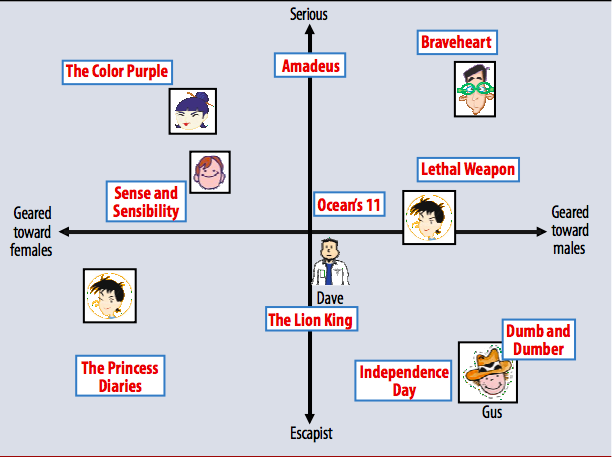 Serious
Braveheart
Amadeus
The Color Purple
Lethal Weapon
Sense and
Sensibility
Ocean's 11
Geared
toward
females
Geared
toward
males
Dave
The Lion King
Dumb and
Dumber
The Princess
Diaries
Independence
Day
Gus
Escapist